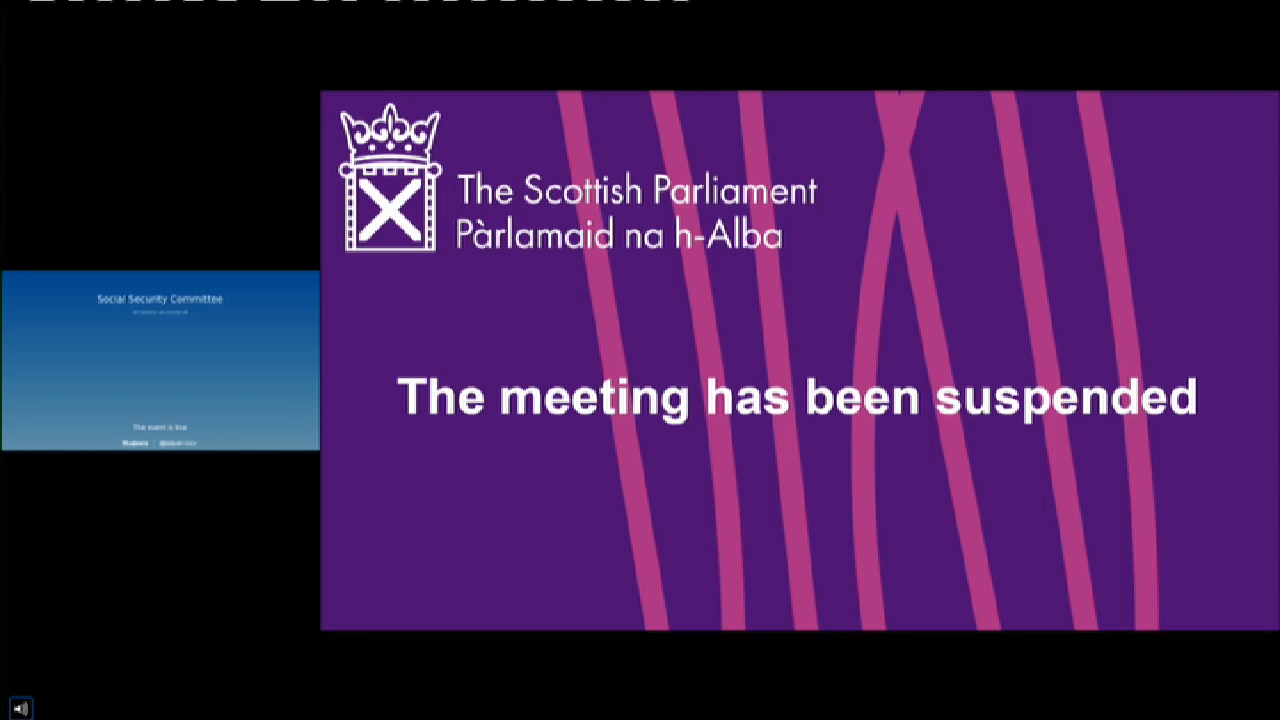 The Scottish Parliament
Pàrlamaid na h-Alba
Social Security Committee
The meeting has been suspended
The event is live